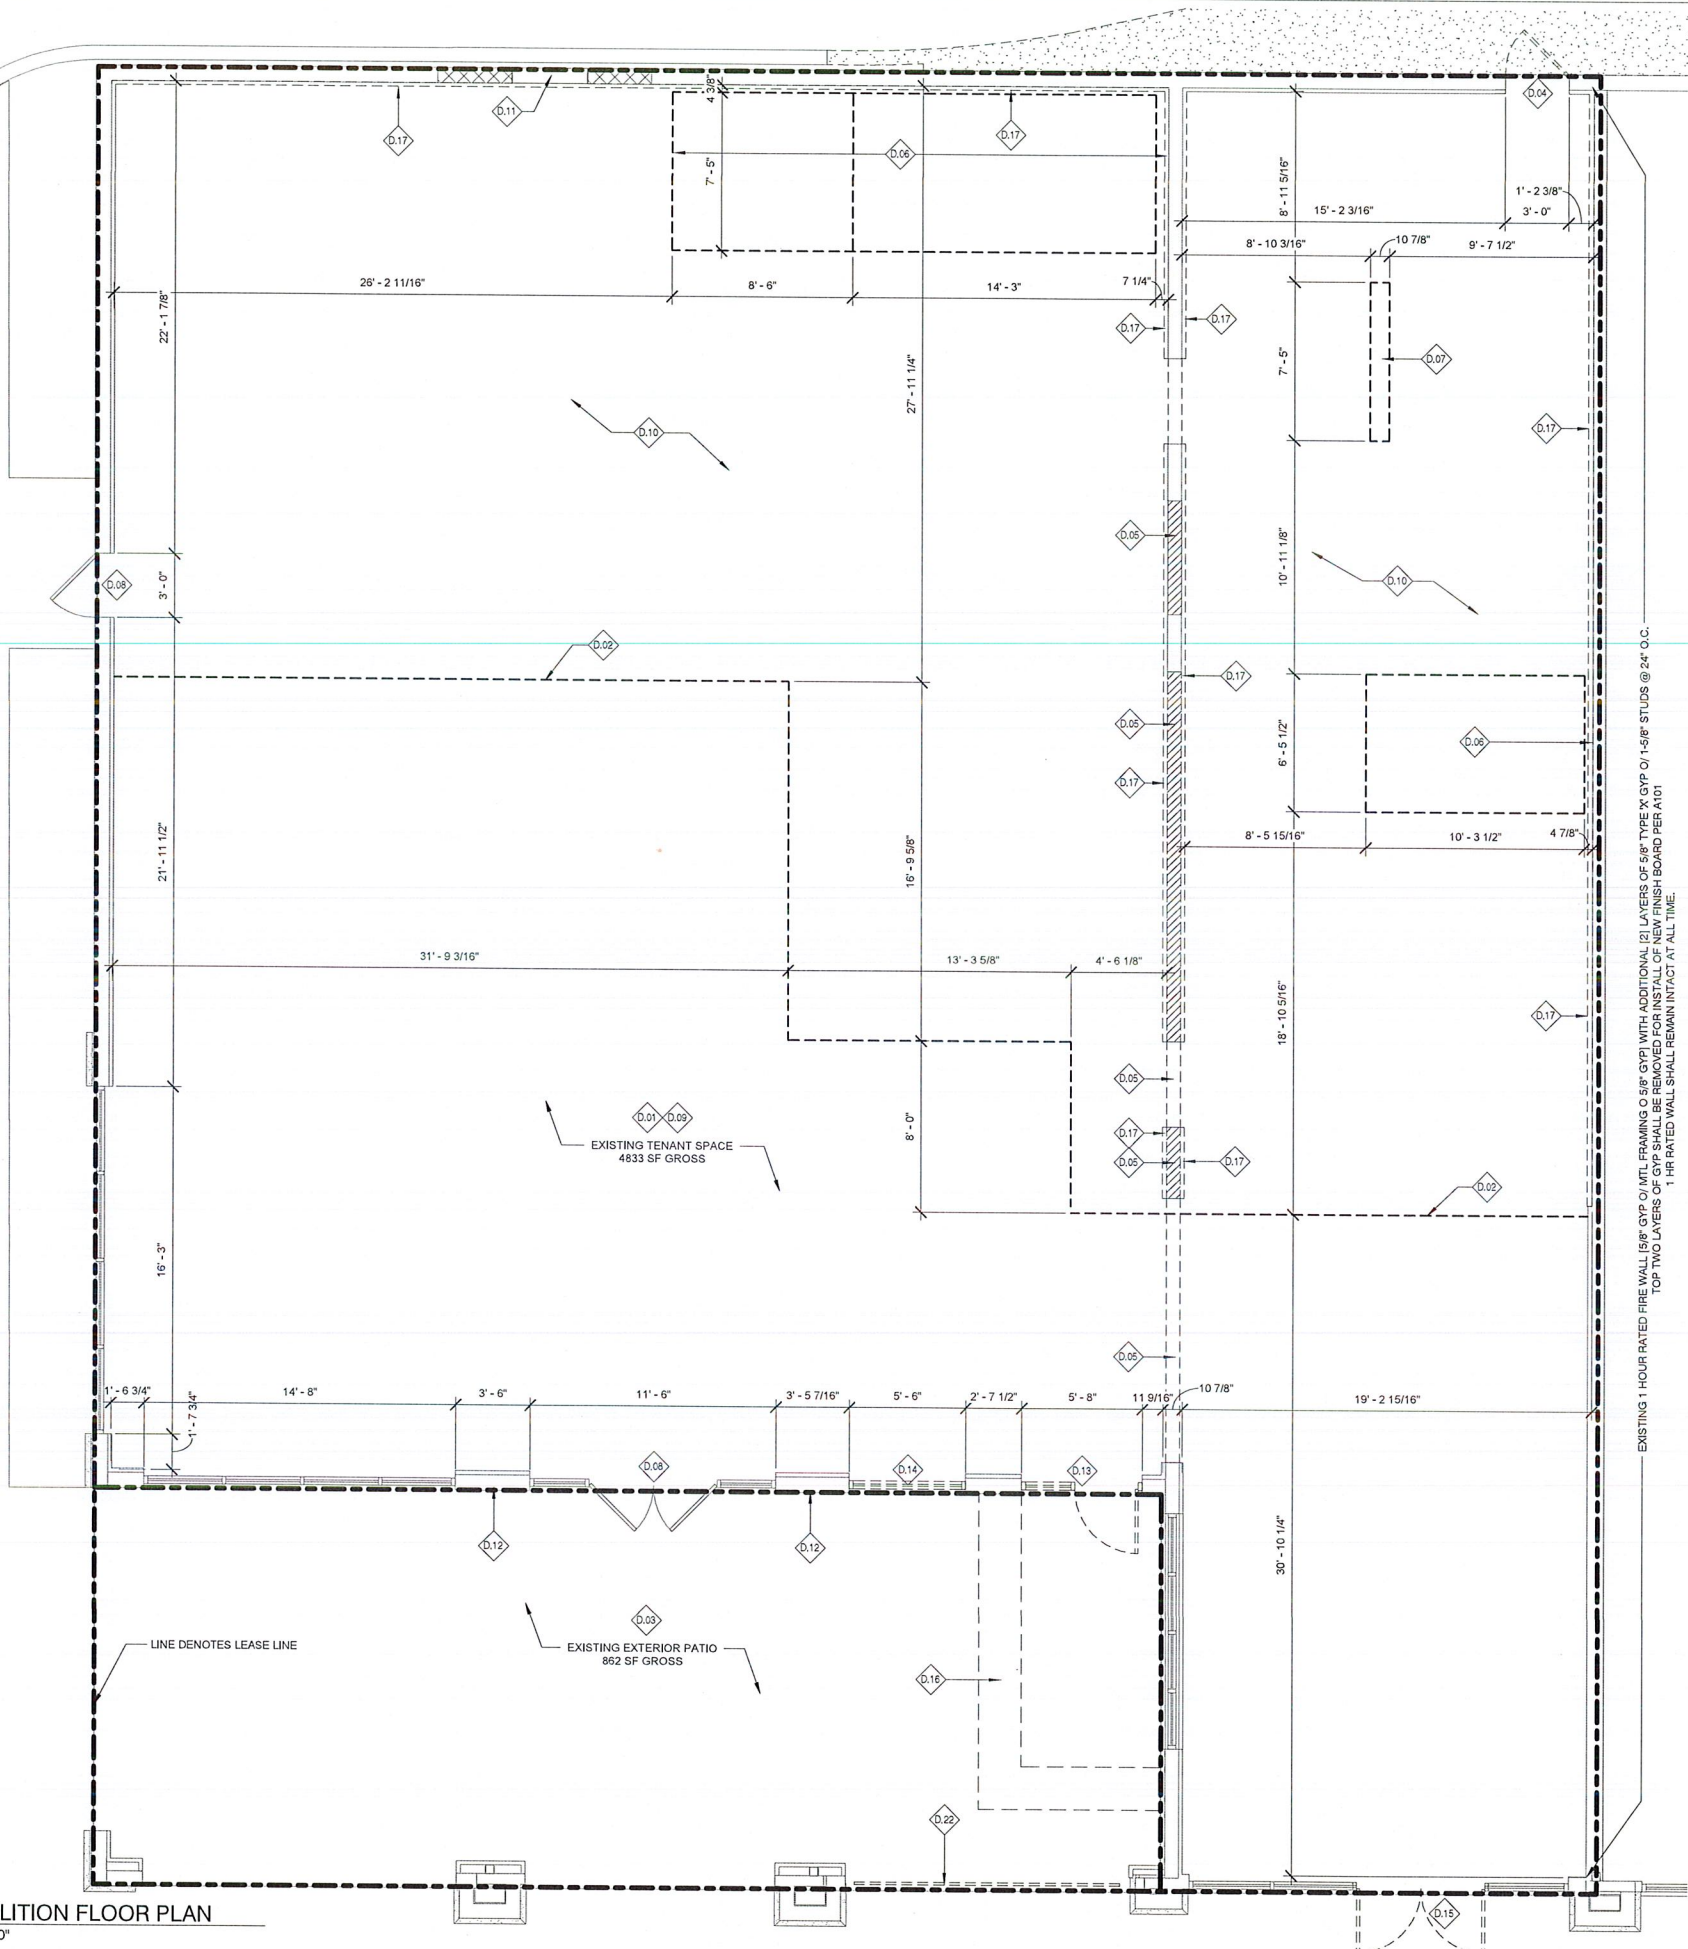 D.04
D.11
D.17
4 3/8"
D.17
D.06
7' - 5"
8' - 11 5/16"
1' - 2 3/8"
15' - 2 3/16"
3' - 0"
8' - 10 3/16"
10 7/8"
9' - 7 1/2"
26' - 2 11/16"
8' - 6"
14' - 3"
7 1/4"
22' - 1 7/8"
D.17
D.17
27' - 11 1/4"
7' - 5"
D.07
D.10
D.17
D.05
10' - 11 1/8"
D.10
D.08
3' - 0"
D.02
D.17
D.05
6' - 5 1/2"
D.06
D.17
21' - 11 1/2"
16' - 9 5/8"
8' - 5 15/16"
10' - 3 1/2"
4 7/8"
31' - 9 3/16"
13' - 3 5/8"
4' - 6 1/8"
18' - 10 5/16"
D.17
D.05
D.01
D.09
EXISTING TENANT SPACE
4833 SF GROSS
8' - 0"
D.17
D.05
D.17
D.02
16' - 3"
D.05
1' - 6 3/4"
14' - 8"
3' - 6"
11' - 6"
3' - 5 7/16"
5' - 6"
2' - 7 1/2"
5' - 8"
11 9/16"
10 7/8"
19' - 2 15/16"
1' - 7 3/4"
D.08
D.14
D.13
D.12
D.12
30' - 10 1/4"
D.03
EXISTING EXTERIOR PATIO
862 SF GROSS
LINE DENOTES LEASE LINE
D.16
D.22
D.15
EXISTING 1 HOUR RATED FIRE WALL [5/8" GYP O/ MTL FRAMING O 5/8" GYP] WITH ADDITIONAL [2] LAYERS OF 5/8" TYPE 'X' GYP O/ 1-5/8" STUDS @ 24" O.C.
TOP TWO LAYERS OF GYP SHALL BE REMOVED FOR INSTALL OF NEW FINISH BOARD PER A101
1 HR RATED WALL SHALL REMAIN INTACT AT ALL TIME.
LITION FLOOR PLAN
0"